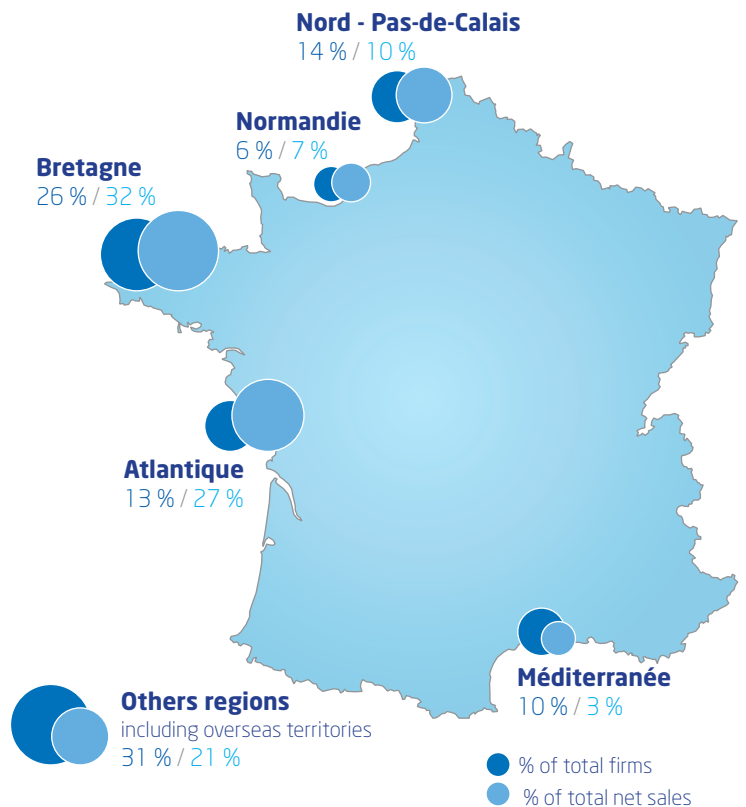 Nord - Pas-de-Calais
14 % / 10 %
Normandie
6 % / 7 %
Bretagne
26 % / 32 %
Atlantique
13 % / 27 %
Méditerranée
10 % / 3 %
Others regions
including overseas territories
31 % / 21 %
% of total firms
% of total net sales